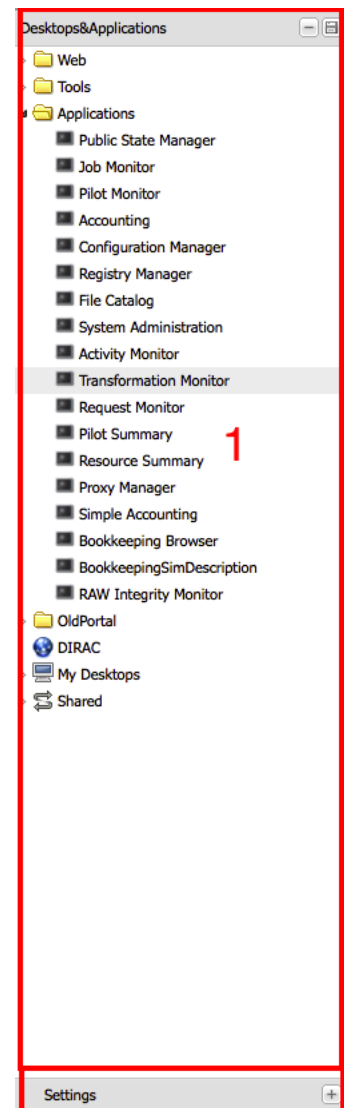 Desktops&Applications
Web
Tools
Applications
Public State Manager
Job Monitor
Pilot Monitor
Accounting
Configuration Manager
Registry Manager
File Catalog
System Administration
Activity Monitor
Transformation Monitor
Request Monitor
Pilot Summary
1
Resource Summary
Proxy Manager
Simple Accounting
Bookkeeping Browser
BookkeepingSimDescription
RAW Integrity Monitor
OldPortal
DIRAC
My Desktops
Shared
Settings